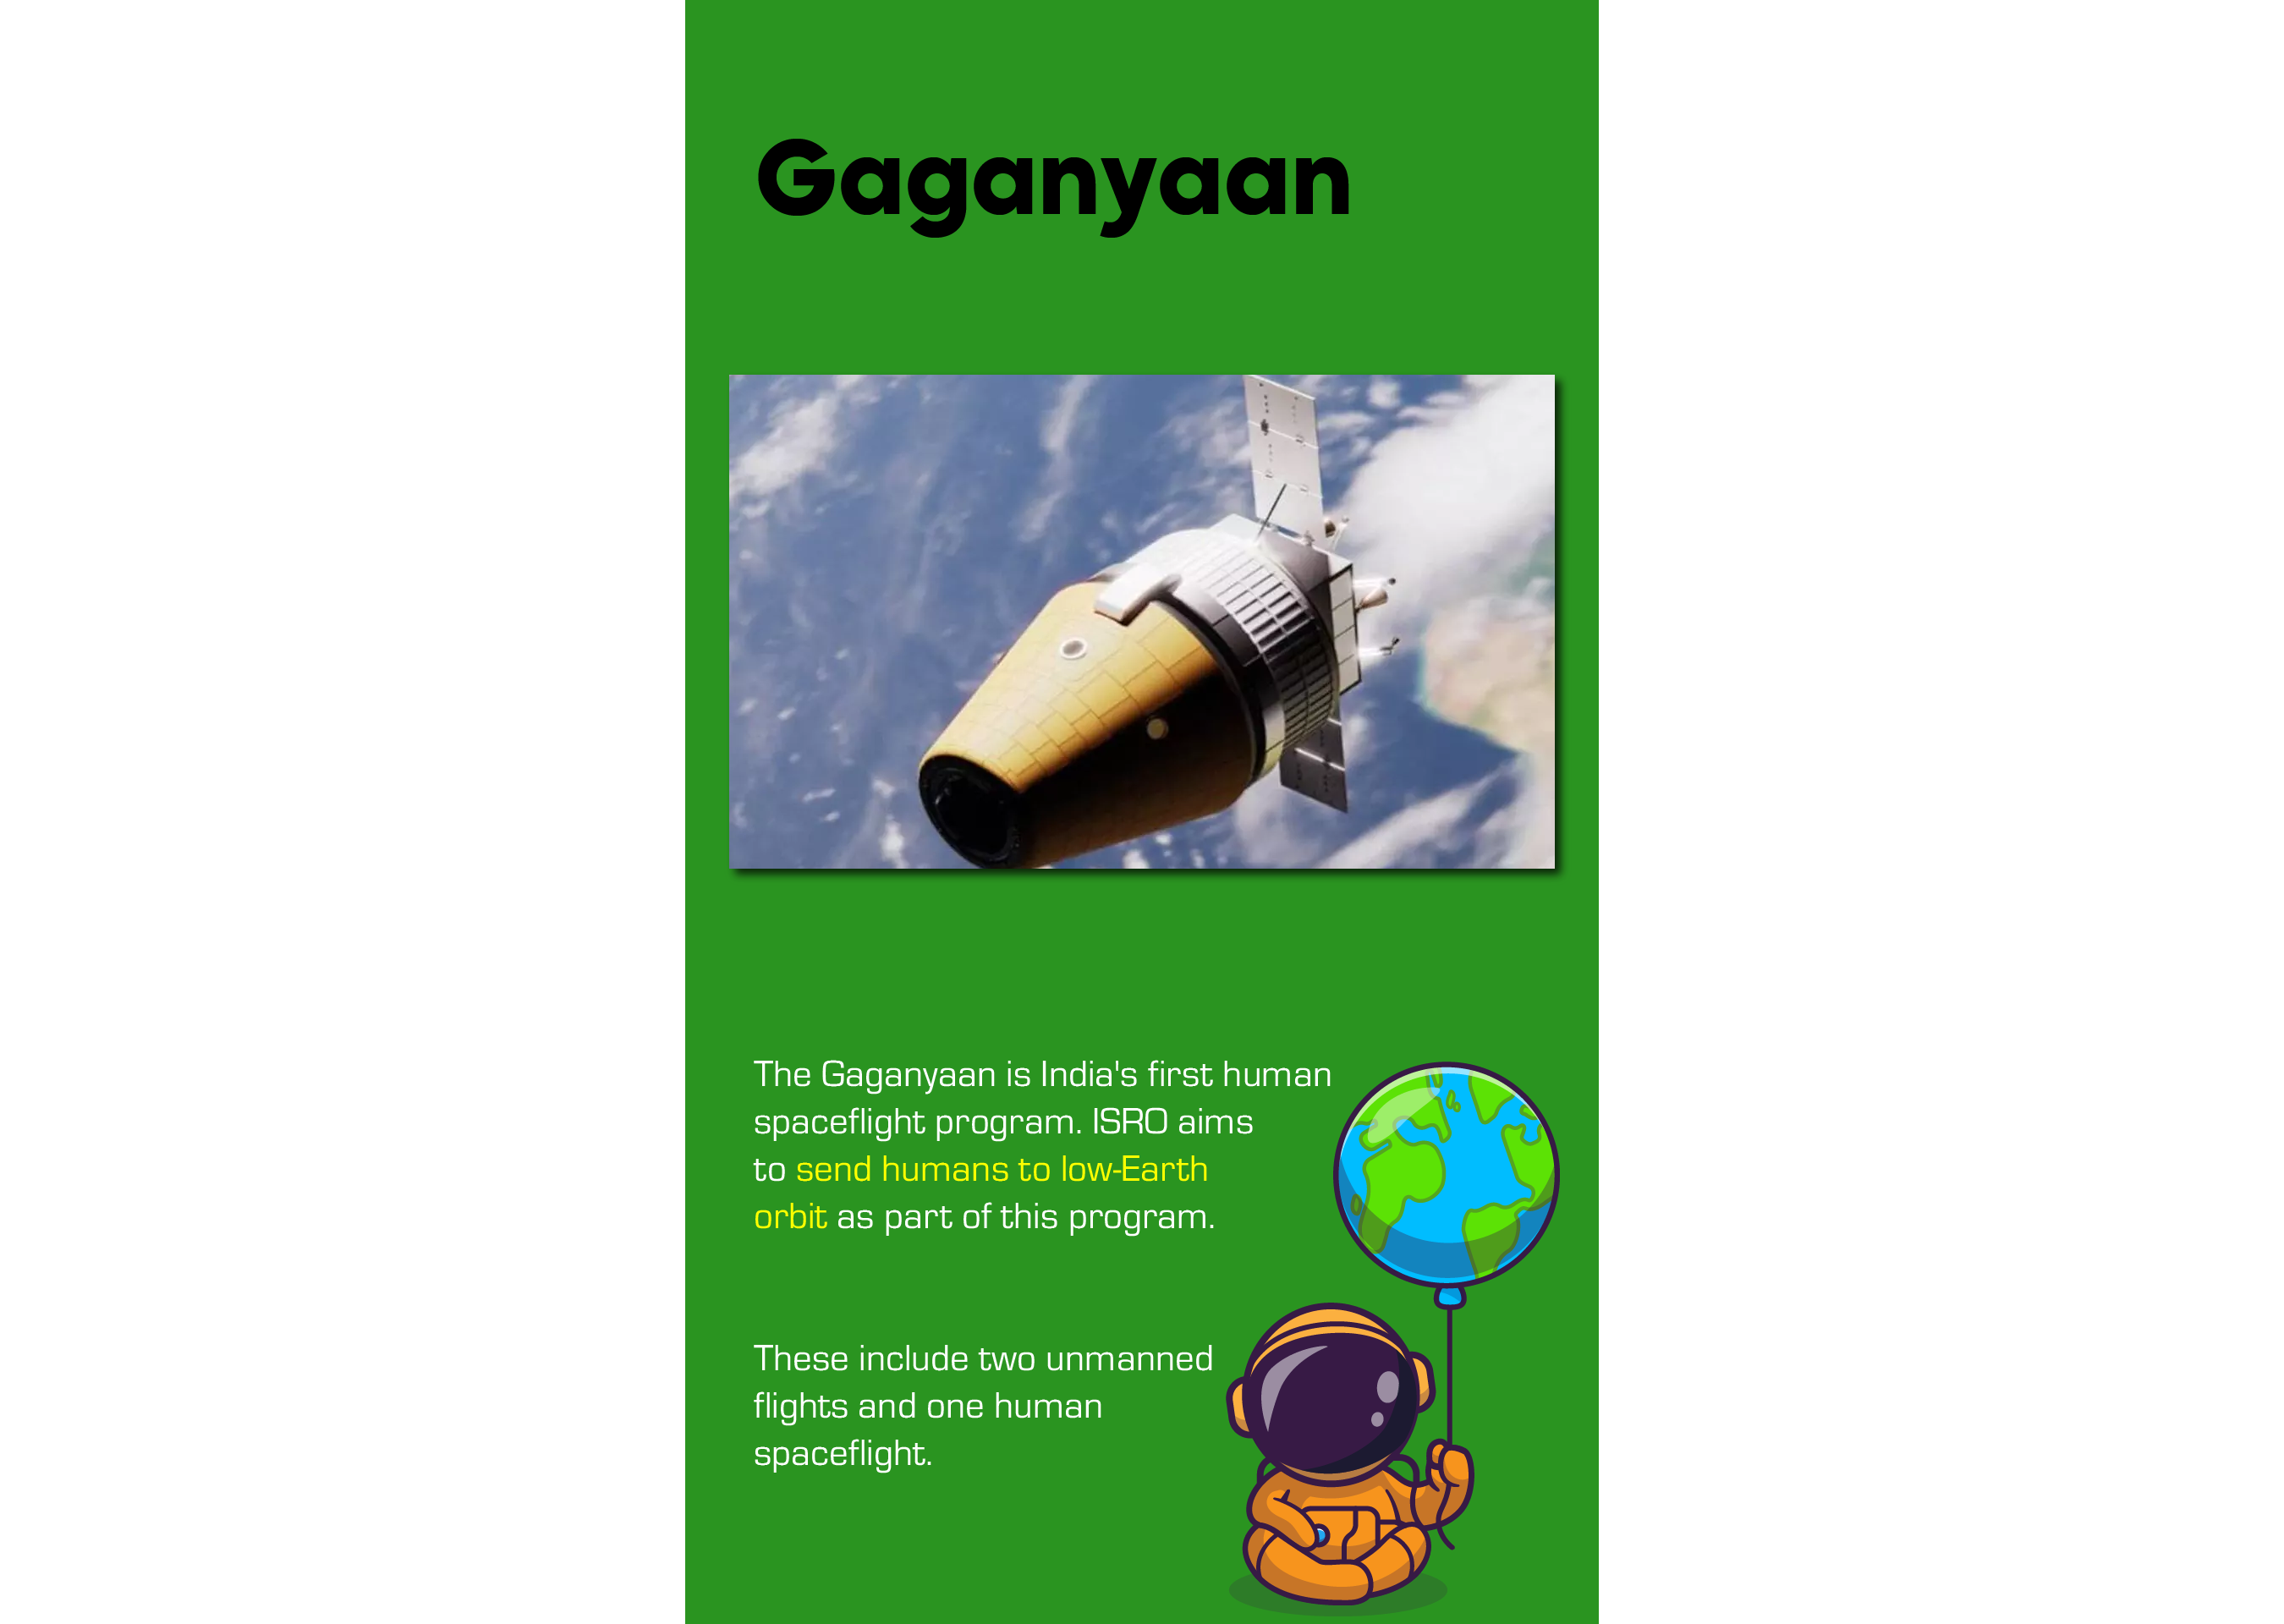 Gaganyaan
The Gaganyaan is India's first human
spaceflight program. ISRO aims
to send humans to low-Earth
orbit as part of this program.
These include two unmanned
flights and one human
spaceflight.